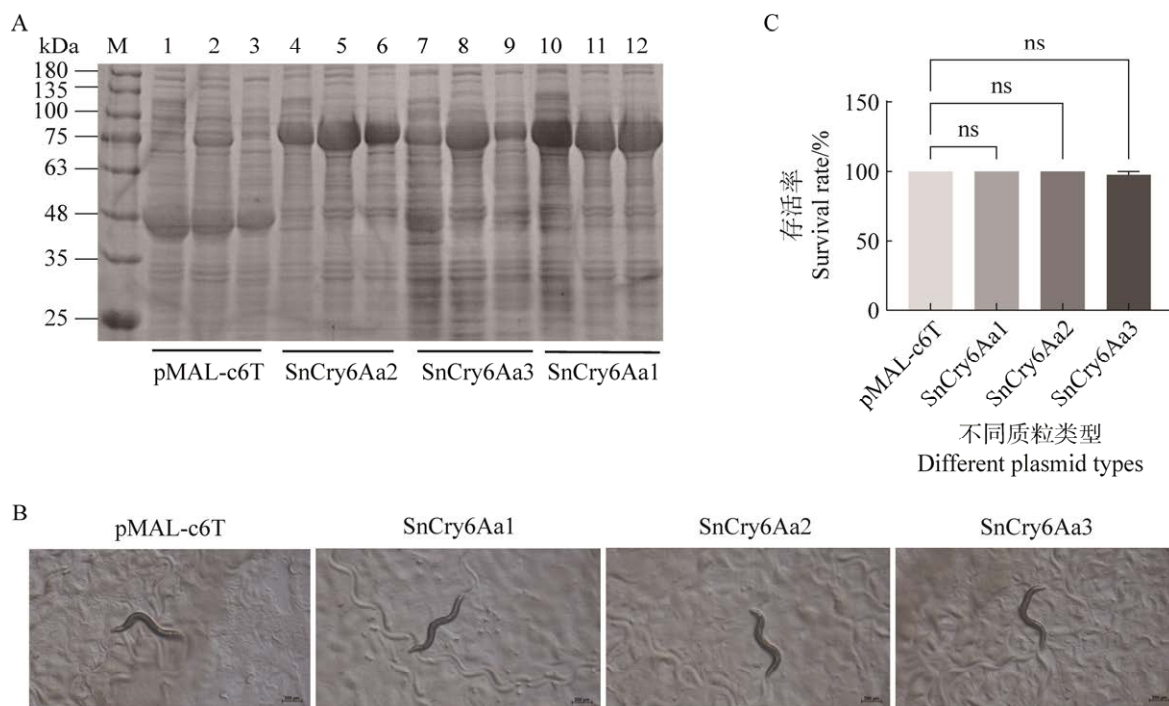 A
kDa M 1 2 3 4 5 6 7 8 9 10 11 12
180
135
100
75
63
48
35
25
pMAL-c6T SnCry6Aa2 SnCry6Aa3 SnCry6Aa1
C
ns
ns
ns
150
100
50
0
存活率
Survival rate/%
pMAL-c6T
SnCry6Aa1
SnCry6Aa2
SnCry6Aa3
不同质粒类型
Different plasmid types
B
pMAL-c6T SnCry6Aa1 SnCry6Aa2 SnCry6Aa3